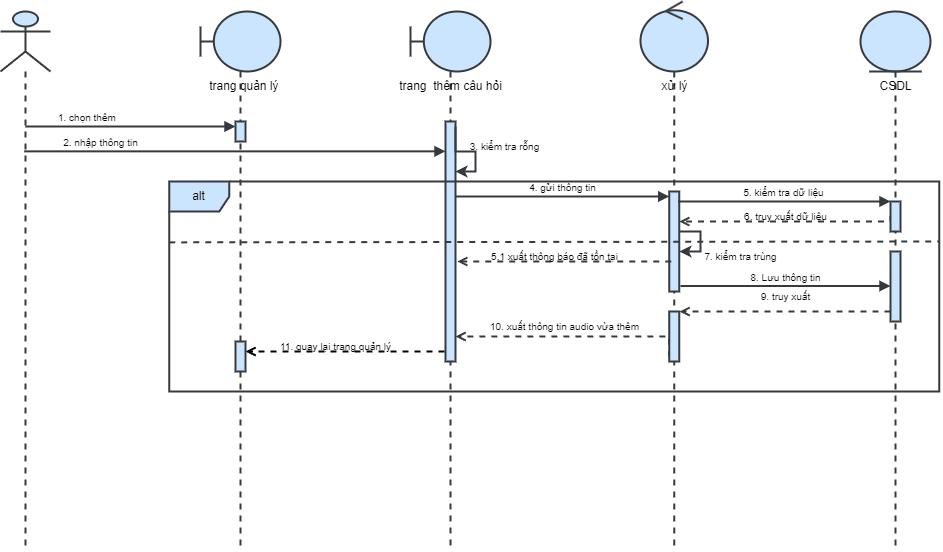 trang quản lý
trang thêm câu hỏi
xử lý
CSDL
1. chọn thêm
2. nhập thông tin
3. kiểm tra rỗng
alt
4. gửi thông tin
5. kiểm tra dữ liệu
6. truy xuất dữ liệu
7. kiểm tra trùng
5.1 xuất thông báo đã tồn tại
8. Lưu thông tin
9. truy xuất
10. xuất thông tin audio vừa thêm
11. quay lại trang quản lý